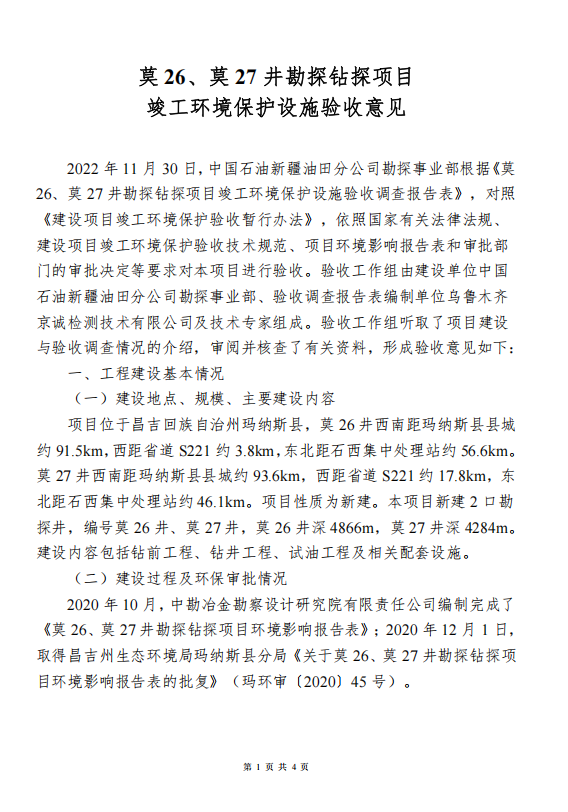 莫 26、莫 27 井勘探钻探项目
竣工环境保护设施验收意见
2022 年 11 月 30 日，中国石油新疆油田分公司勘探事业部根据《莫
26、莫 27 井勘探钻探项目竣工环境保护设施验收调查报告表》，对照
《建设项目竣工环境保护验收暂行办法》，依照国家有关法律法规、
建设项目竣工环境保护验收技术规范、项目环境影响报告表和审批部
门的审批决定等要求对本项目进行验收。验收工作组由建设单位中国
石油新疆油田分公司勘探事业部、验收调查报告表编制单位乌鲁木齐
京诚检测技术有限公司及技术专家组成。验收工作组听取了项目建设
与验收调查情况的介绍，审阅并核查了有关资料，形成验收意见如下：
一、工程建设基本情况
（一）建设地点、规模、主要建设内容
项目位于昌吉回族自治州玛纳斯县，莫 26 井西南距玛纳斯县县城
约 91.5km，西距省道 S221 约 3.8km，东北距石西集中处理站约 56.6km。
莫 27 井西南距玛纳斯县县城约 93.6km，西距省道 S221 约 17.8km，东
北距石西集中处理站约 46.1km。项目性质为新建。本项目新建 2 口勘
探井，编号莫 26 井、莫 27 井，莫 26 井深 4866m，莫 27 井深 4284m。
建设内容包括钻前工程、钻井工程、试油工程及相关配套设施。
（二）建设过程及环保审批情况
2020 年 10 月，中勘冶金勘察设计研究院有限责任公司编制完成了
《莫 26、莫 27 井勘探钻探项目环境影响报告表》；2020 年 12 月 1 日，
取得昌吉州生态环境局玛纳斯县分局《关于莫 26、莫 27 井勘探钻探项
目环境影响报告表的批复》（玛环审〔2020〕45 号）。
第 1 页 共 4 页